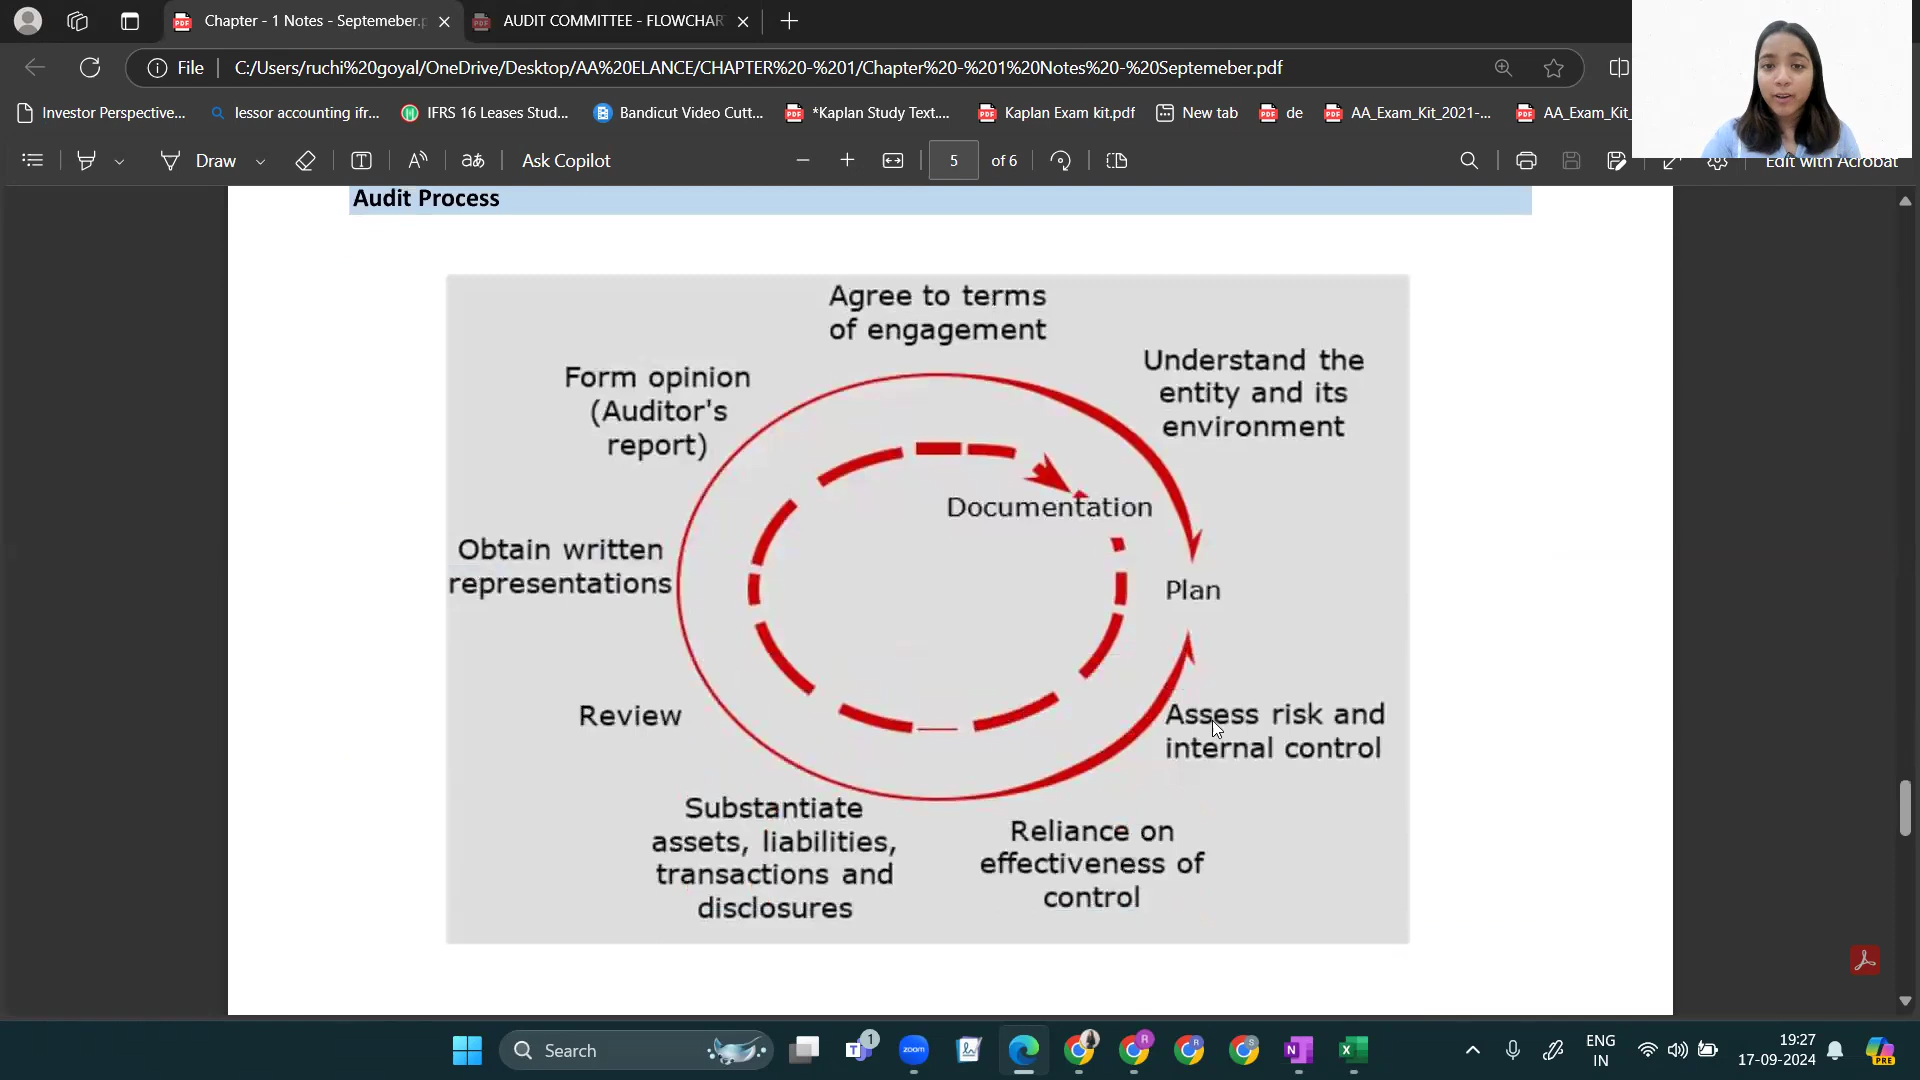 Chapter - 1 Notes - Septemeber.p
AUDIT COMMITTEE - FLOWCHAR
File
C:/Users/ruchi%20goyal/OneDrive/Desktop/AA%20ELANCE/CHAPTER%20-%201/Chapter%20-%201%20Notes%20-%20Septemeber.pdf
Investor Perspective...
lessor accounting ifr...
IFRS 16 Leases Stud...
Bandicut Video Cutt...
*Kaplan Study Text....
Kaplan Exam kit.pdf
New tab
de
AA_Exam_Kit_2021-...
AA_Exam_Kit_
Draw
Ask Copilot
5
of 6
Edit with Acrobat
Audit Process
Agree to terms
of engagement
Understand the
entity and its
environment
Form opinion
(Auditor's
report)
Documentation
Plan
Obtain written
representations
Assess risk and
internal control
Review
Reliance on
effectiveness of
control
Substantiate
assets, liabilities,
transactions and
disclosures
Search
1
zoom
ENG
IN
19:27
17-09-2024
PRE